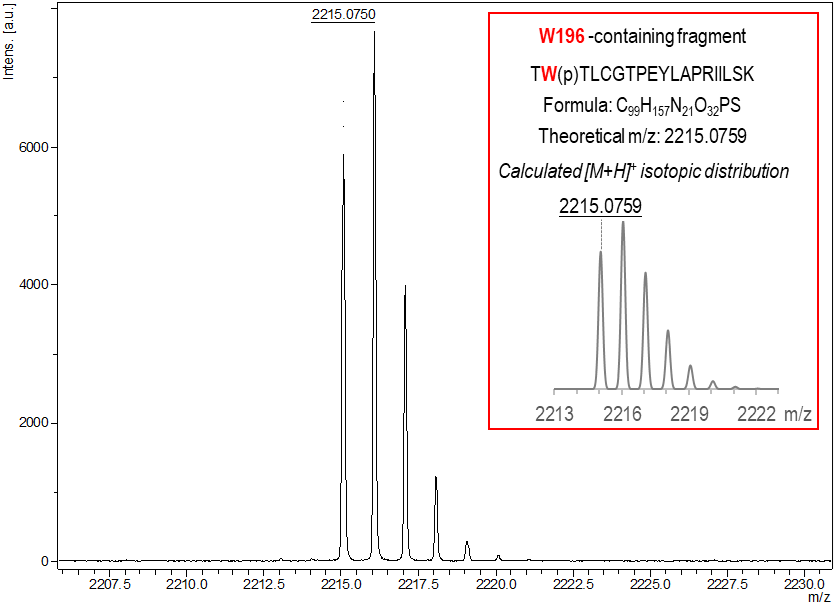 Intens. [a.u.]
2215.0750
6000
4000
2000
0
2207.5 2210.0 2212.5 2215.0 2217.5 2220.0 2222.5 2225.0 2227.5 2230.0
m/z
W196 -containing fragment
TW(p)TLCGTPEYLAPRIILSK
Formula: C₉₉H₁₅₇N₂₁O₃₂PS
Theoretical m/z: 2215.0759
Calculated [M+H]⁺ isotopic distribution
2215.0759
2213 2216 2219 2222 m/z